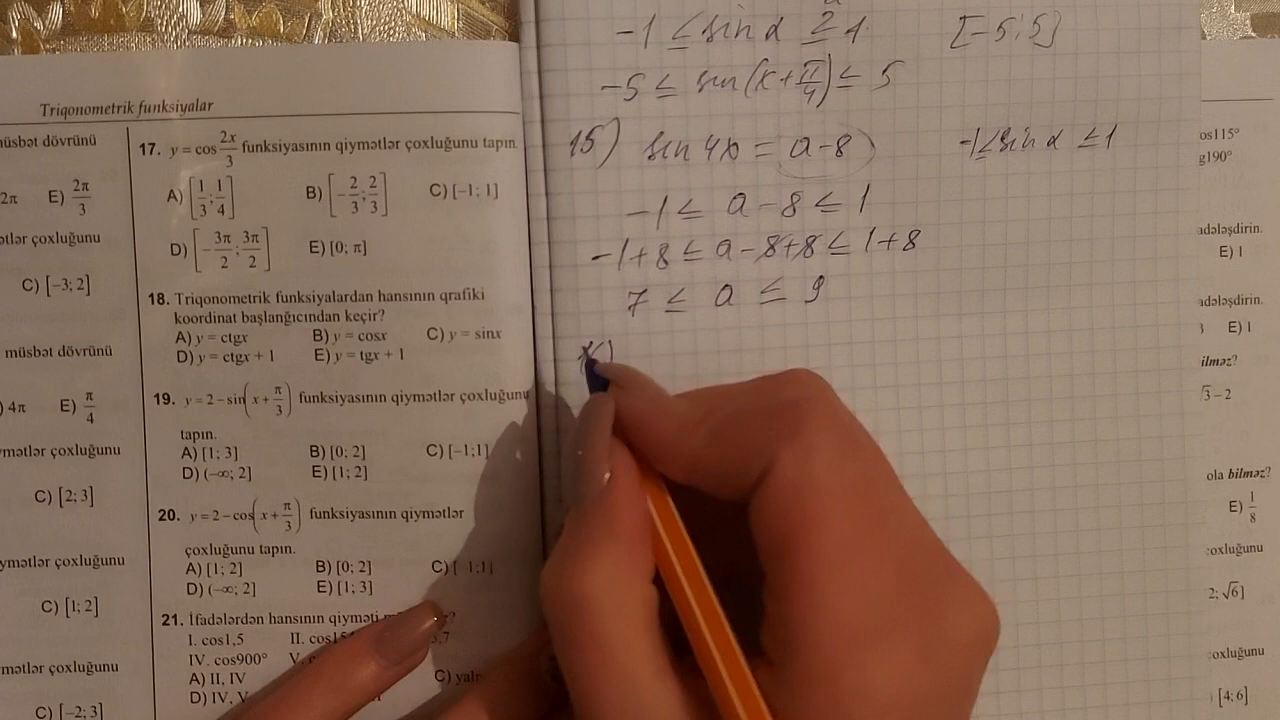 Triqonometrik funksiyalar
müsbət dövrünü
2π E) 2π/3
ətlər çoxluğunu
C) [−3; 2]
müsbət dövrünü
) 4π E) π/4
ymətlər çoxluğunu
C) [2; 3]
ymətlər çoxluğunu
C) [1; 2]
mətlər çoxluğunu
C) [−2; 3]
17. y = cos 2x/3 funksiyasının qiymətlər çoxluğunu tapın.
A) [1/3; 1/4] B) [−2/3; 2/3] C) [−1; 1]
D) [−3π/2; 3π/2] E) [0; π]
18. Triqonometrik funksiyalardan hansının qrafiki
koordinat başlanğıcından keçir?
A) y = ctgx B) y = cosx C) y = sinx
D) y = ctgx + 1 E) y = tgx + 1
19. y = 2 − sin(x + π/3) funksiyasının qiymətlər çoxluğunu
tapın.
A) [1; 3] B) [0; 2] C) [−1;1]
D) (−∞; 2] E) [1; 2]
20. y = 2 − cos(x + π/3) funksiyasının qiymətlər
çoxluğunu tapın.
A) [1; 2] B) [0; 2] C) [−1;1]
D) (−∞; 2] E) [1; 3]
21. İfadələrdən hansının qiyməti
I. cos1,5 II.
IV. cos900° V.
A) II, IV
D) IV,
−1 ≤ sin α ≥ 1 [−5; 5]
−5 ≤ sin(x + π/4) ≤ 5
15) sin 4x = a − 8 −1 ≤ sin α ≤ 1
−1 ≤ a − 8 ≤ 1
−1 + 8 ≤ a − 8 + 8 ≤ 1 + 8
7 ≤ a ≤ 9
os115°
g190°
adələşdirin.
E) 1
adələşdirin.
E) 1
ilməz?
√3 − 2
ola bilməz?
E) 1/8
çoxluğunu
2; √6]
çoxluğunu
[4; 6]